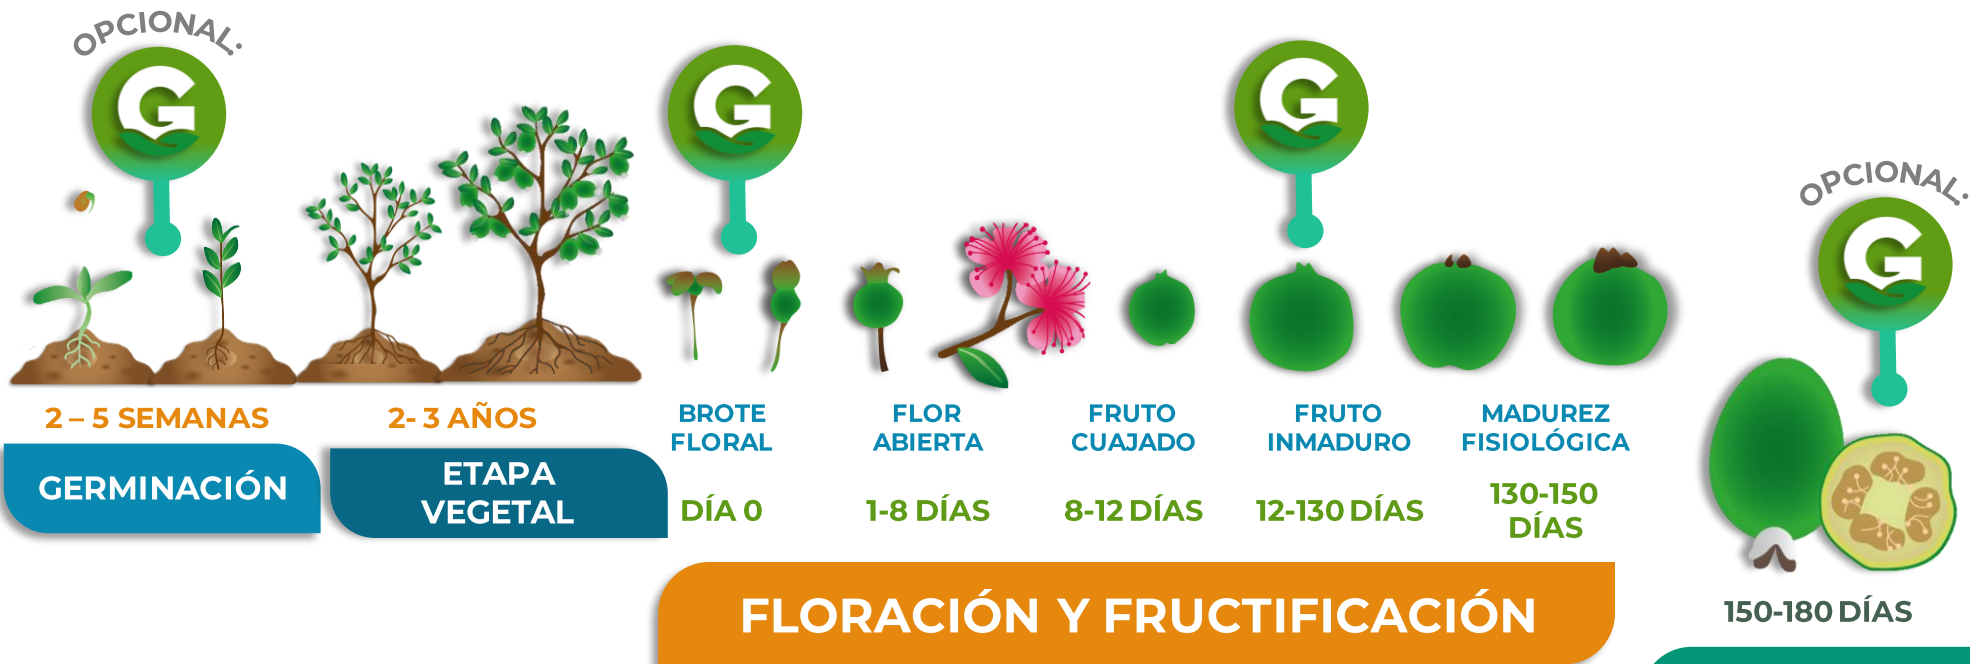 OPCIONAL:
G
G
G
OPCIONAL:
G
2 – 5 SEMANAS
GERMINACIÓN
2- 3 AÑOS
ETAPA
VEGETAL
BROTE
FLORAL
DÍA 0
FLOR
ABIERTA
1-8 DÍAS
FRUTO
CUAJADO
8-12 DÍAS
FRUTO
INMADURO
12-130 DÍAS
MADUREZ
FISIOLÓGICA
130-150
DÍAS
FLORACIÓN Y FRUCTIFICACIÓN
150-180 DÍAS